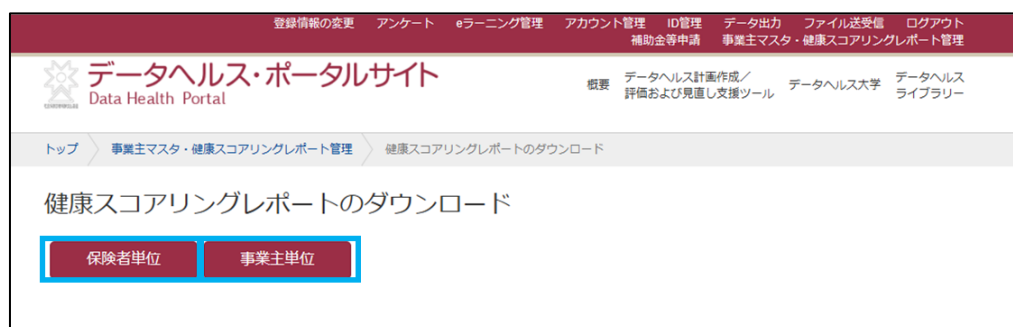 登録情報の変更 アンケート eラーニング管理 アカウント管理 ID管理 データ出力 ファイル送受信 ログアウト
補助金等申請 事業主マスタ・健康スコアリングレポート管理
データヘルス・ポータルサイト
Data Health Portal
概要 データヘルス計画作成／
評価および見直し支援ツール
データヘルス大学
データヘルス
ライブラリー
トップ 事業主マスタ・健康スコアリングレポート管理 健康スコアリングレポートのダウンロード
健康スコアリングレポートのダウンロード
保険者単位 事業主単位